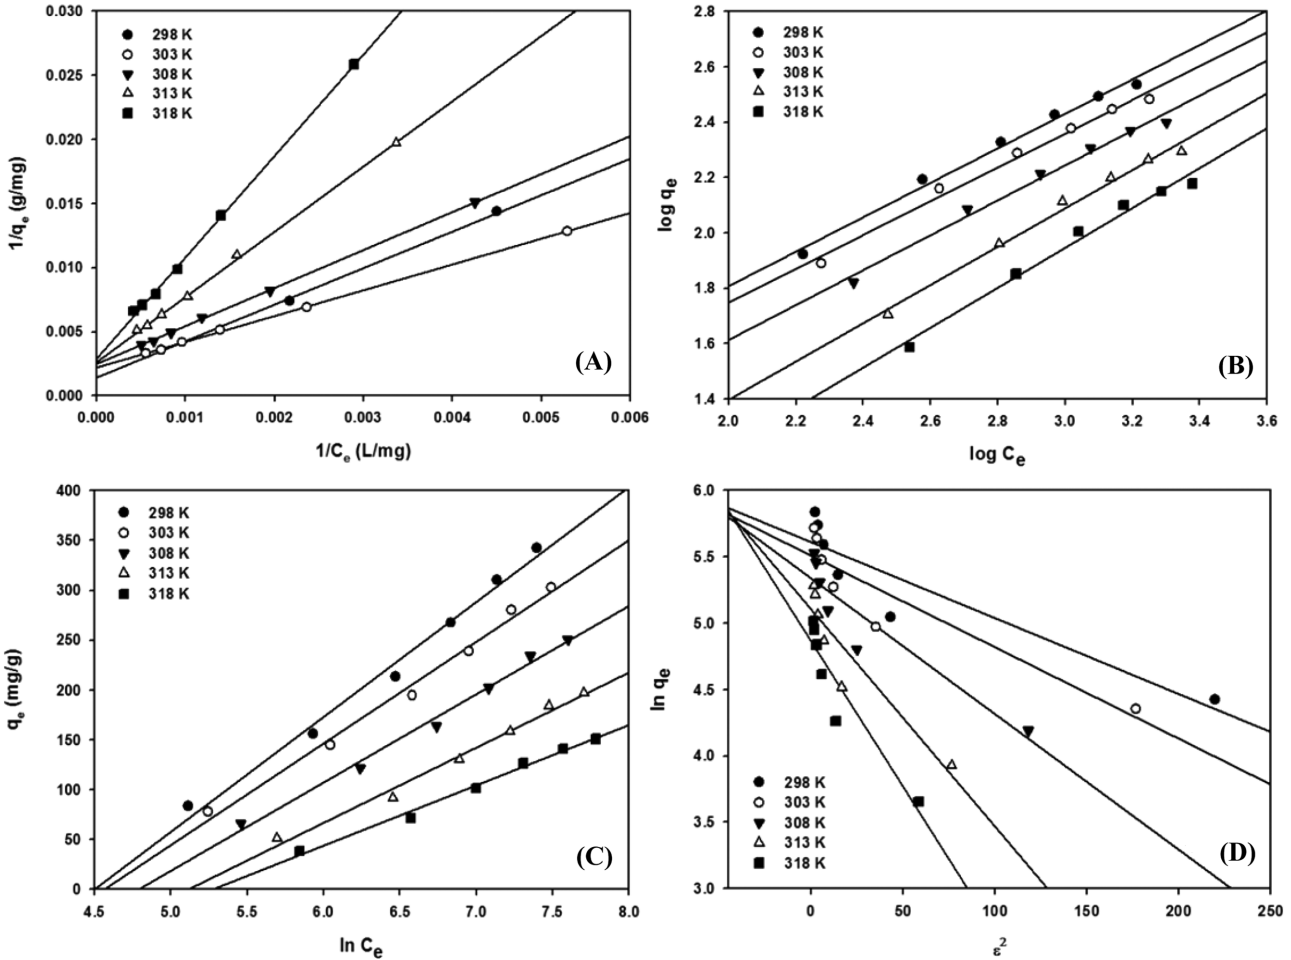 0.030
0.025
0.020
0.015
0.010
0.005
0.000
1/qe (g/mg)
298 K
303 K
308 K
313 K
318 K
(A)
0.000 0.001 0.002 0.003 0.004 0.005 0.006
1/Ce (L/mg)
2.8
2.6
2.4
2.2
2.0
1.8
1.6
1.4
log qe
298 K
303 K
308 K
313 K
318 K
(B)
2.0 2.2 2.4 2.6 2.8 3.0 3.2 3.4 3.6
log Ce
400
350
300
250
200
150
100
50
0
qe (mg/g)
298 K
303 K
308 K
313 K
318 K
(C)
4.5 5.0 5.5 6.0 6.5 7.0 7.5 8.0
ln Ce
6.0
5.5
5.0
4.5
4.0
3.5
3.0
ln qe
298 K
303 K
308 K
313 K
318 K
(D)
0 50 100 150 200 250
ε²